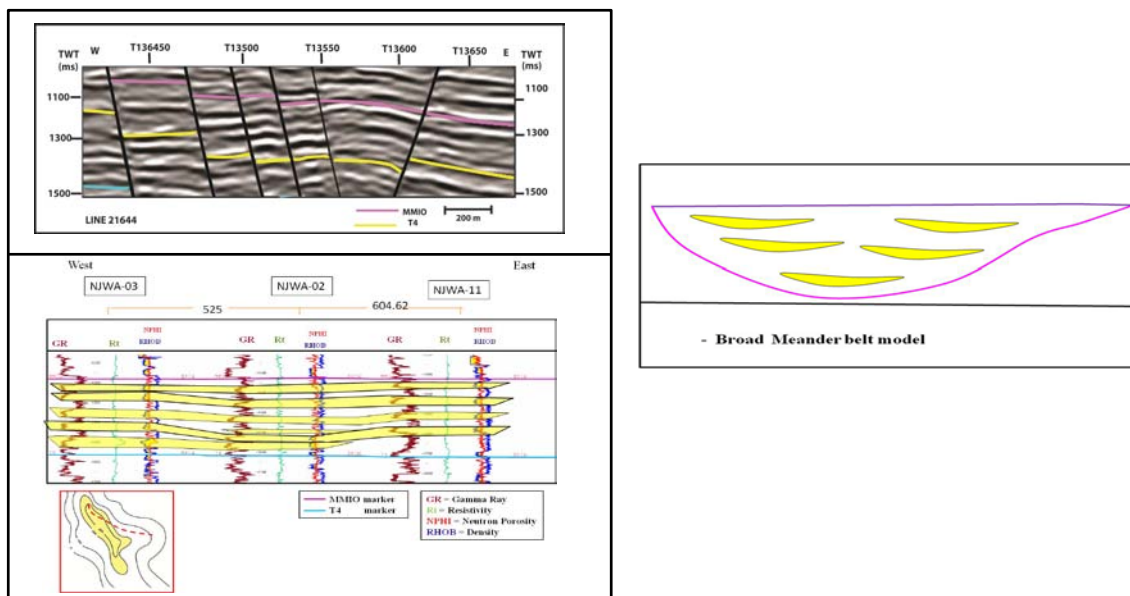 TWT W T136450 T13500 T13550 T13600 T13650 E TWT
(ms) (ms)
1100 1100
1300 1300
1500 1500
LINE 21644
MMIO
T4
200 m
West East
NJWA-03 NJWA-02 NJWA-11
525 604.62
GR Rt NPHI RHOB GR Rt NPHI RHOB GR Rt NPHI RHOB
MMIO marker
T4 marker
GR = Gamma Ray
Rt = Resistivity
NPHI = Neutron Porosity
RHOB = Density
- Broad Meander belt model